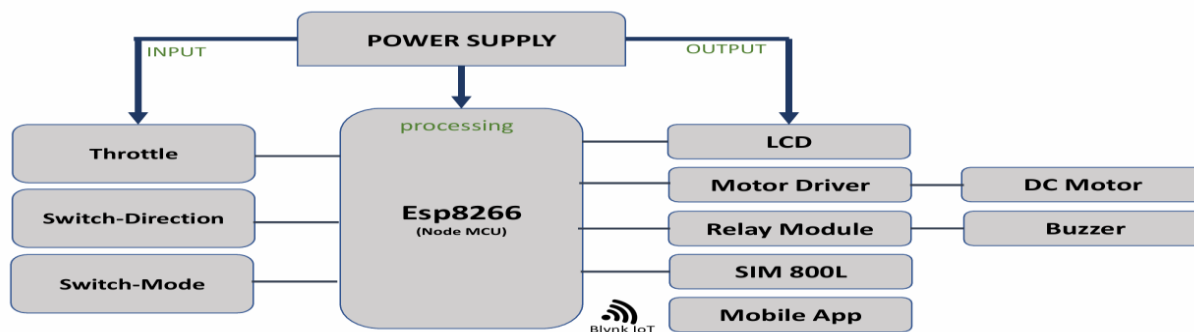 POWER SUPPLY
INPUT
OUTPUT
processing
Throttle
Switch-Direction
Switch-Mode
Esp8266
(Node MCU)
LCD
Motor Driver
DC Motor
Relay Module
Buzzer
SIM 800L
Mobile App
Blynk IoT